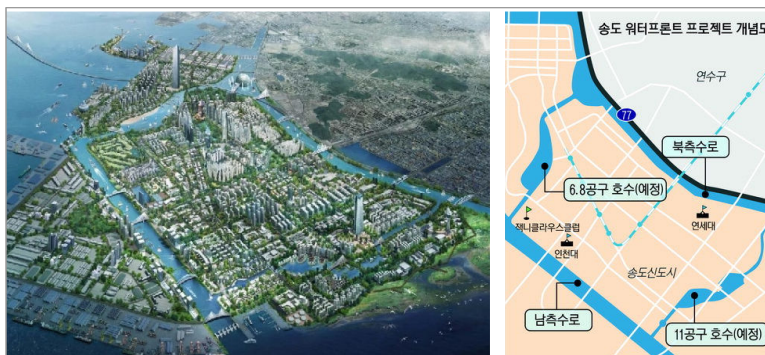 송도 워터프론트 프로젝트 개념도
연수구
77
북측수로
6.8공구 호수(예정)
잭니클라우스클럽
연세대
인천대
송도신도시
남측수로
11공구 호수(예정)